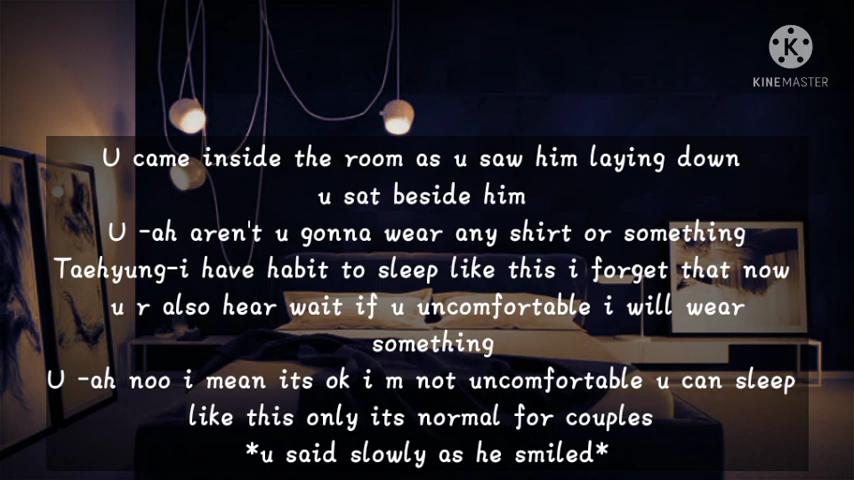 K
KINEMASTER
U came inside the room as u saw him laying down
u sat beside him
U -ah aren't u gonna wear any shirt or something
Taehyung-i have habit to sleep like this i forget that now
u r also hear wait if u uncomfortable i will wear
something
U -ah noo i mean its ok i m not uncomfortable u can sleep
like this only its normal for couples
*u said slowly as he smiled*